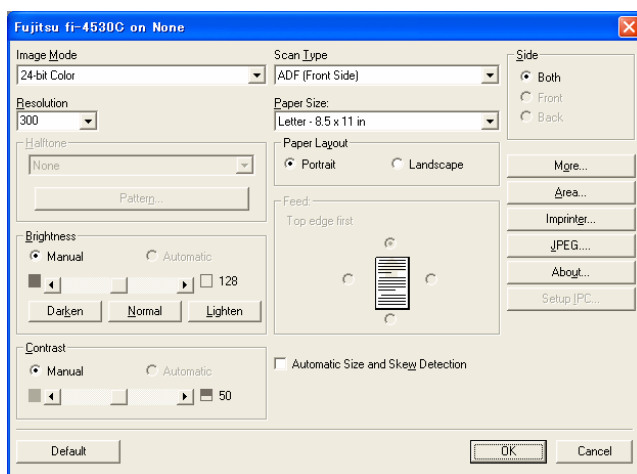 Fujitsu fi-4530C on None
Image Mode
24-bit Color
Scan Type
ADF (Front Side)
Side
Both
Front
Back
Resolution
300
Paper Size:
Letter - 8.5 x 11 in
Halftone
None
Pattern...
Paper Layout
Portrait
Landscape
More...
Area...
Imprinter...
JPEG....
About...
Setup IPC...
Feed:
Top edge first
Brightness
Manual
Automatic
128
Darken
Normal
Lighten
Contrast
Manual
Automatic
50
Automatic Size and Skew Detection
Default
OK
Cancel